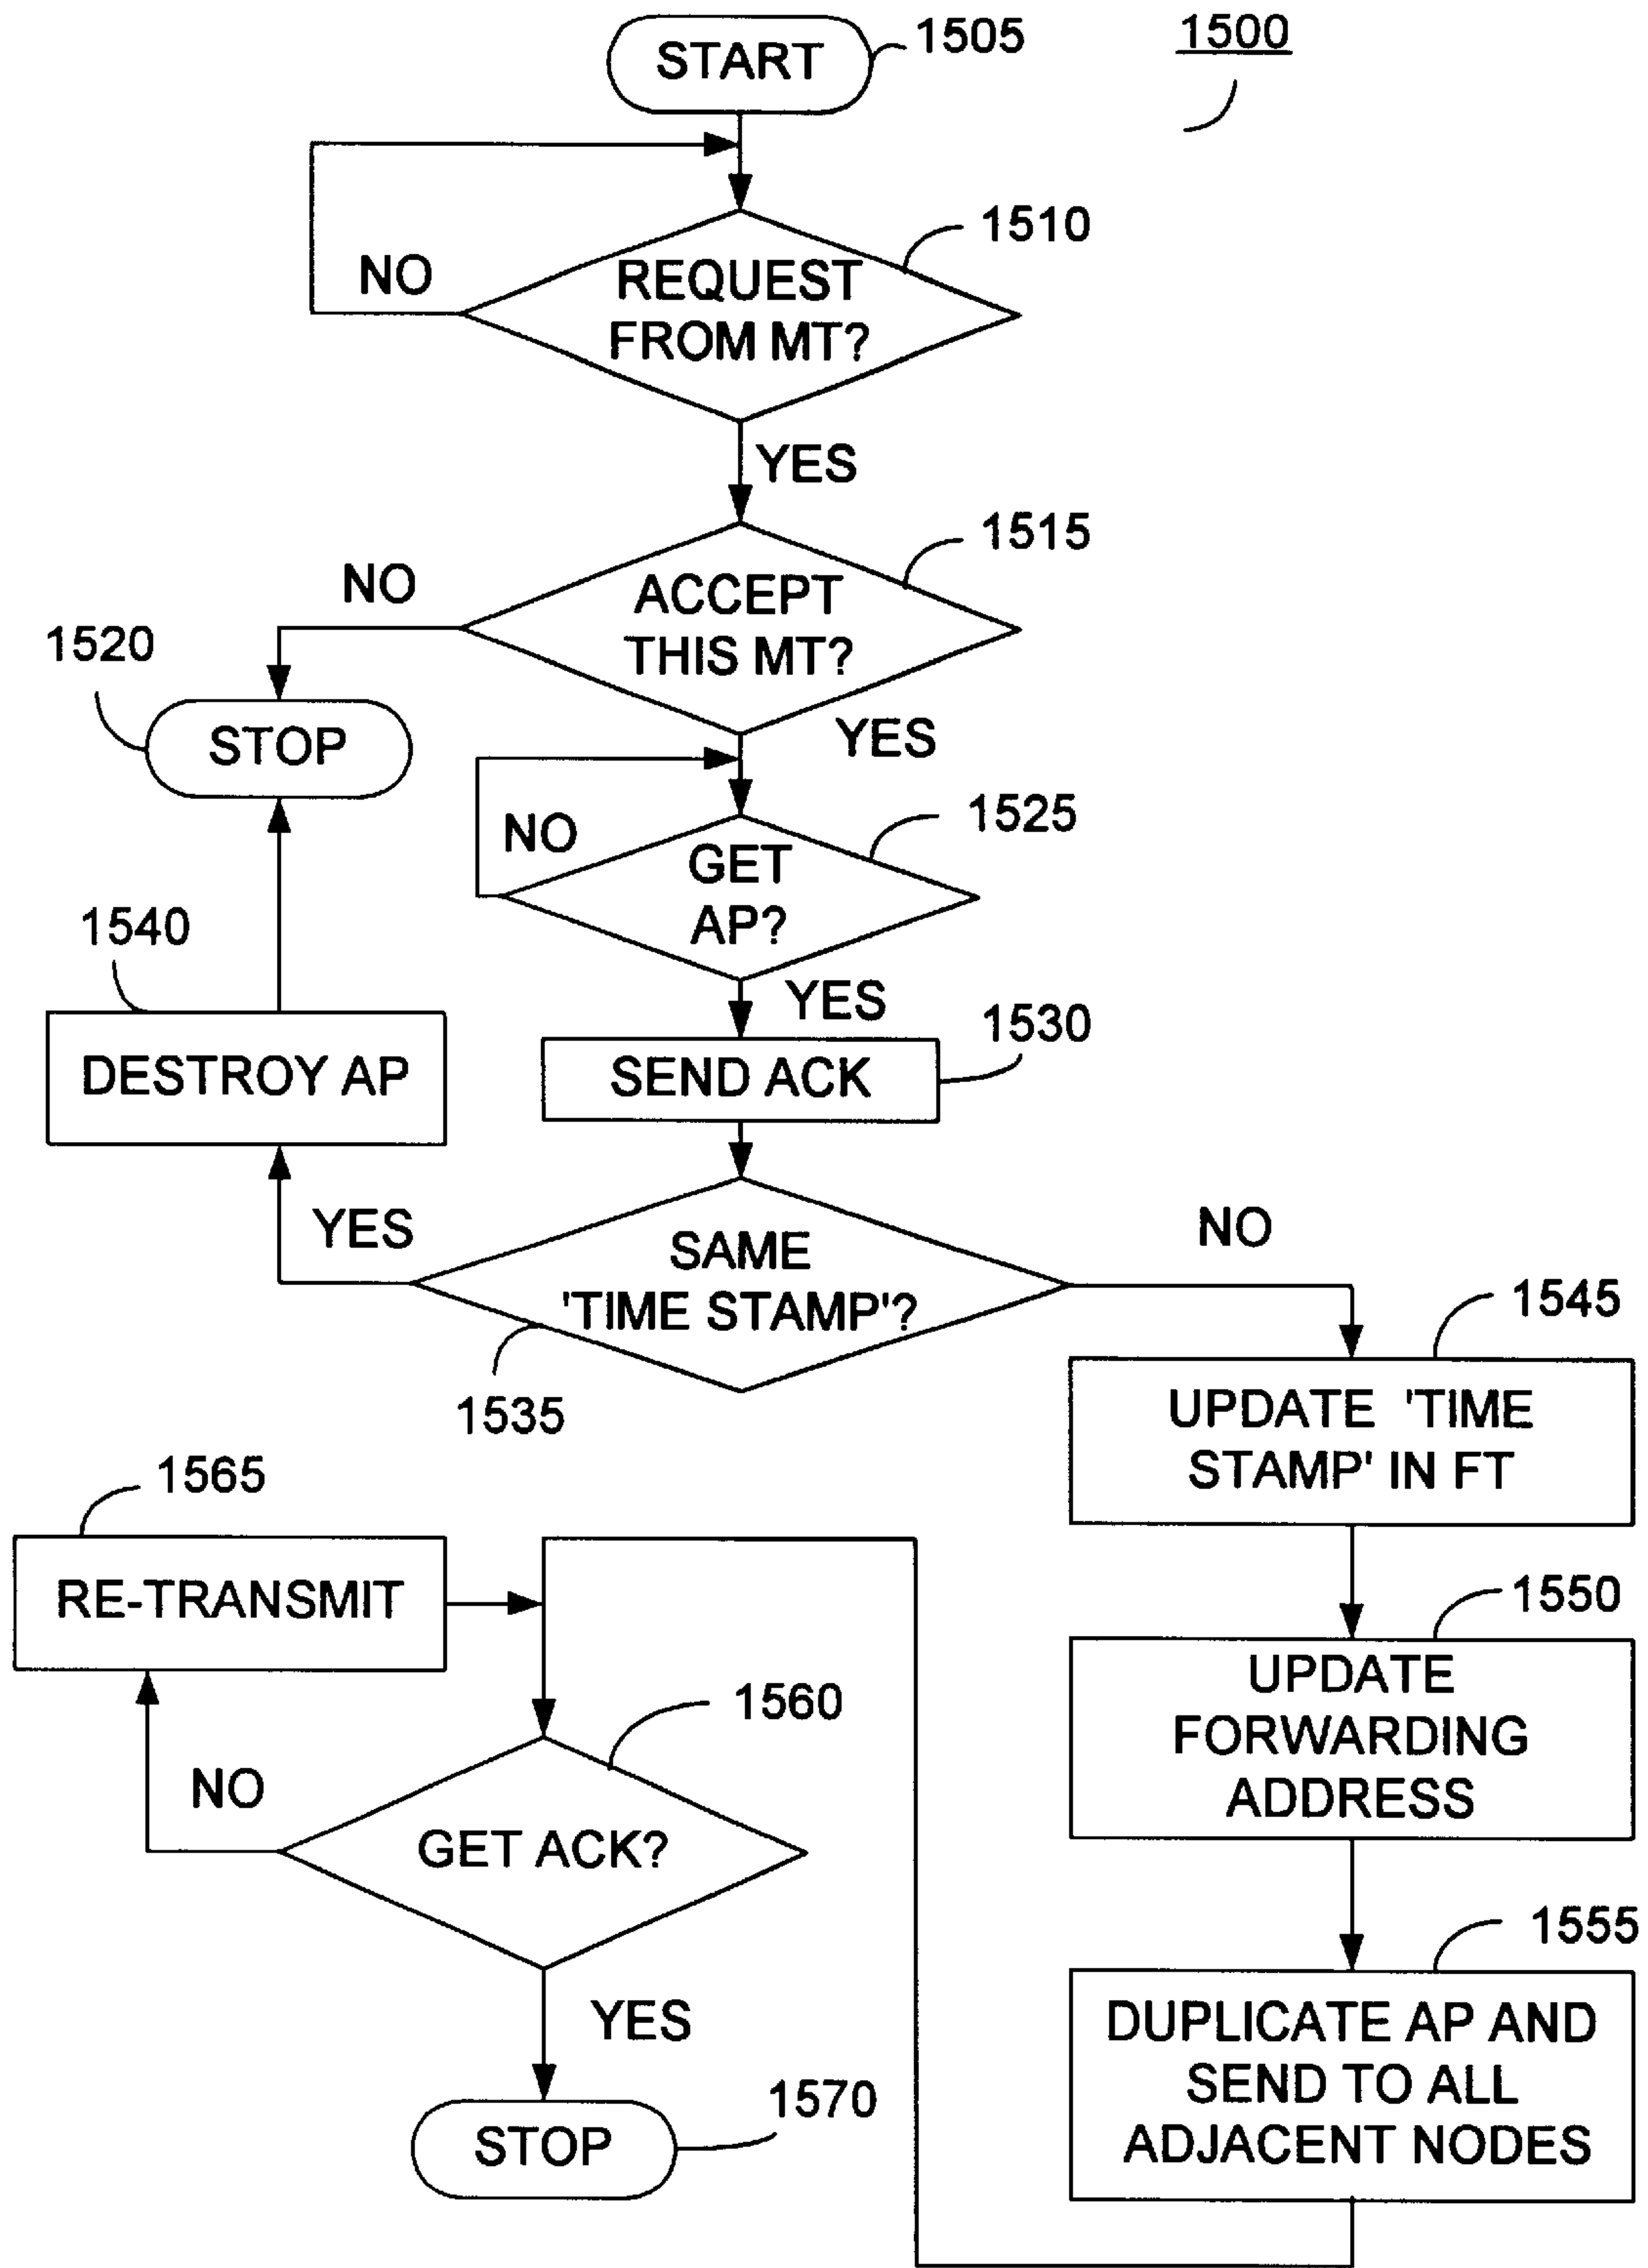 START
1505
1500
1510
NO
REQUEST
FROM MT?
YES
1515
NO
ACCEPT
THIS MT?
1520
STOP
YES
1525
NO
GET
AP?
1540
YES
1530
DESTROY AP
SEND ACK
YES
SAME
'TIME STAMP'?
NO
1545
1535
UPDATE 'TIME
STAMP' IN FT
1565
RE-TRANSMIT
1550
UPDATE
FORWARDING
ADDRESS
1560
NO
GET ACK?
1555
YES
DUPLICATE AP AND
SEND TO ALL
ADJACENT NODES
1570
STOP